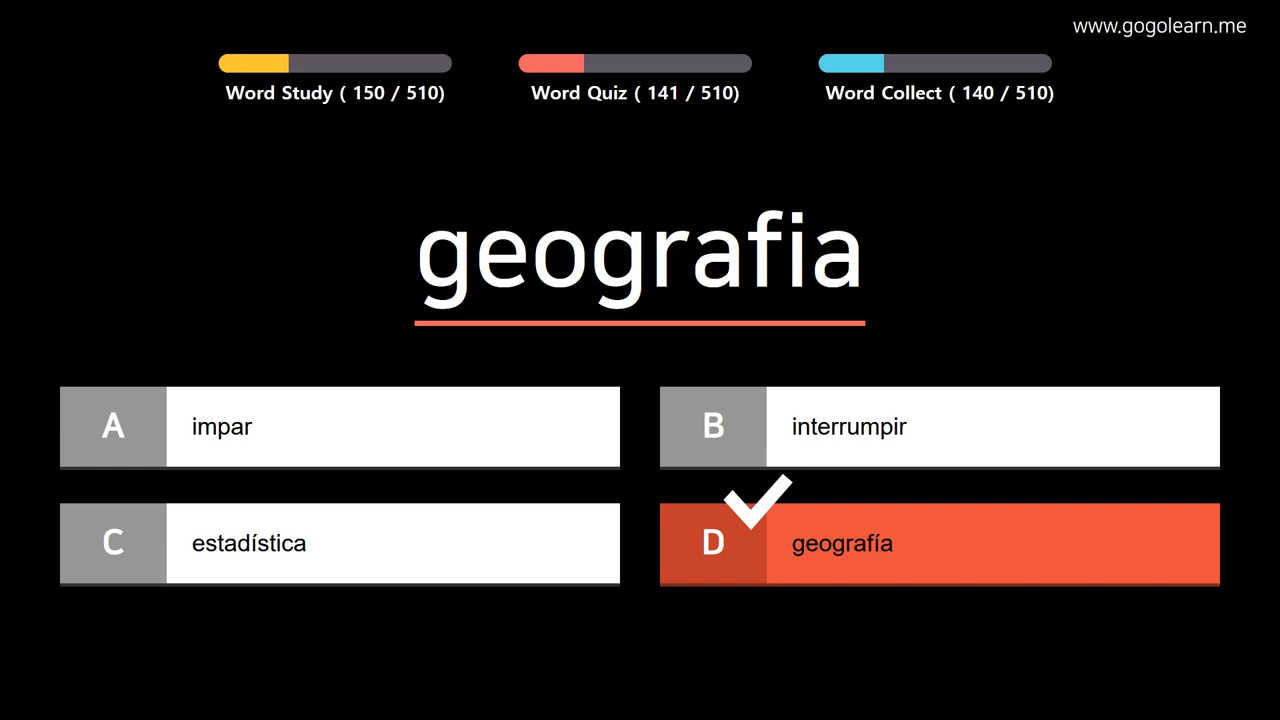 www.gogolearn.me
Word Study ( 150 / 510)
Word Quiz ( 141 / 510)
Word Collect ( 140 / 510)
geografia
A
impar
B
interrumpir
C
estadística
D
geografía